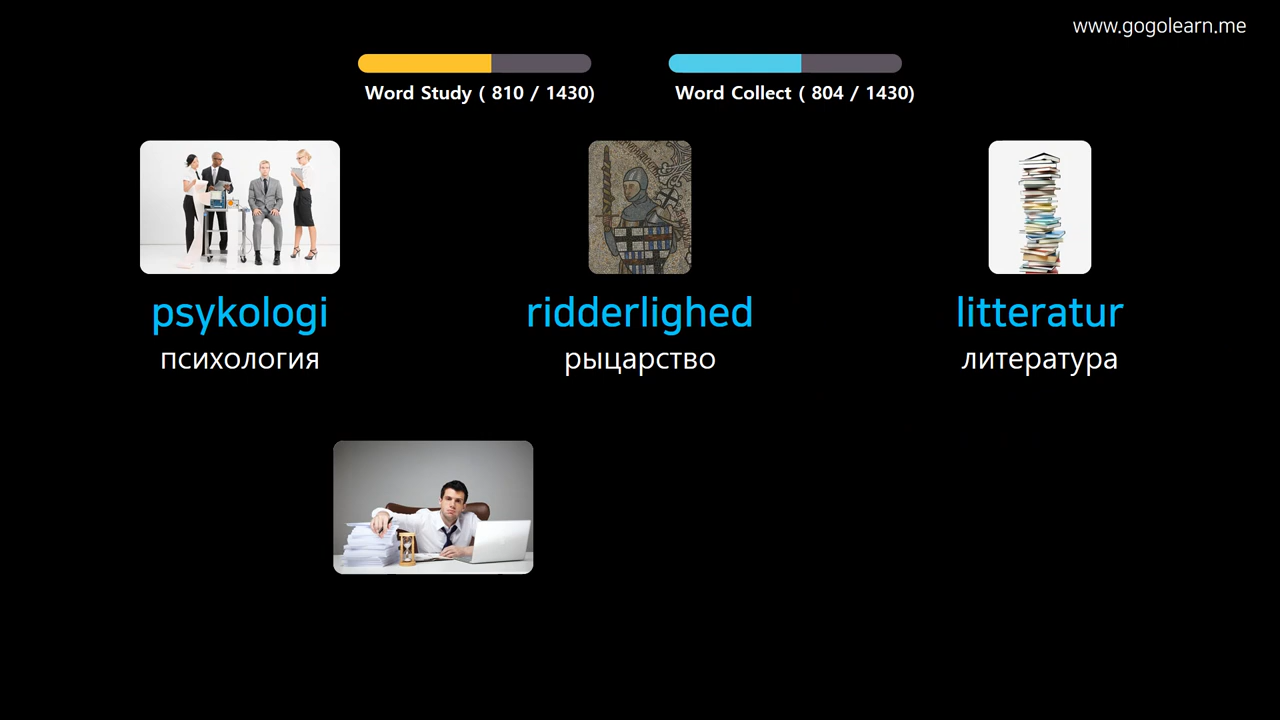 www.gogolearn.me
Word Study ( 810 / 1430)
Word Collect ( 804 / 1430)
psykologi
ridderlighed
litteratur
психология
рыцарство
литература